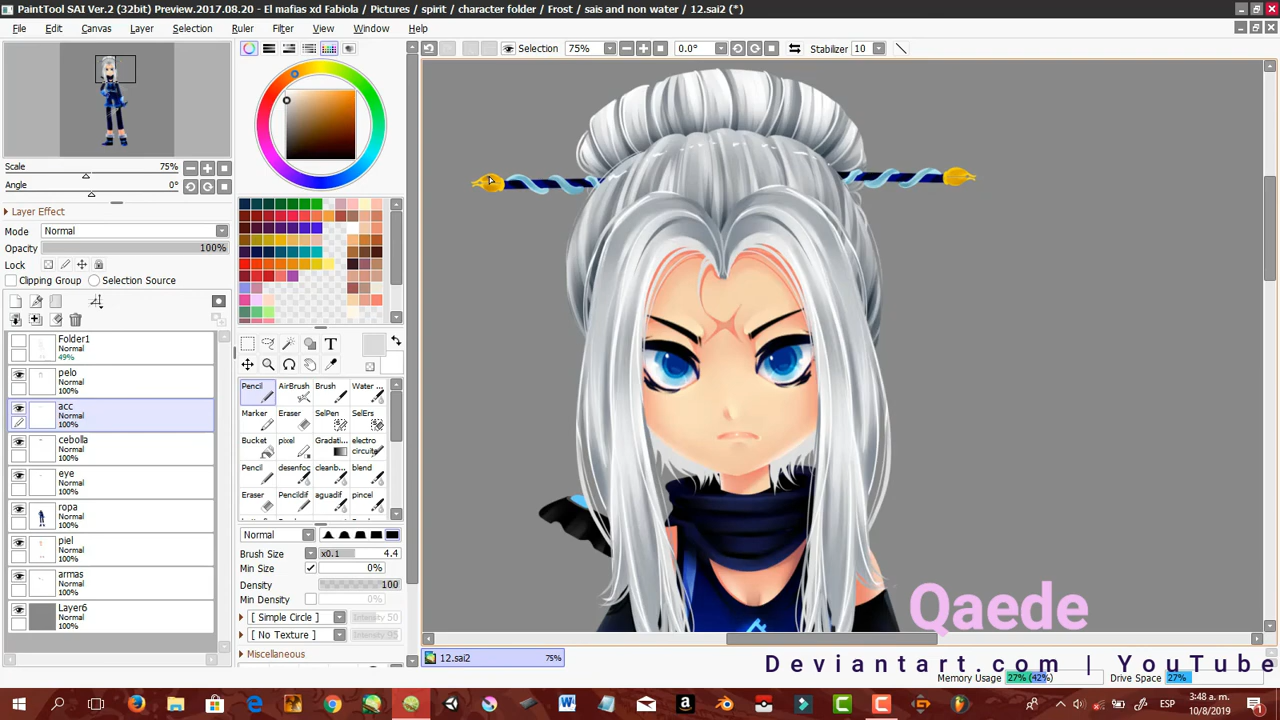 PaintTool SAI Ver.2 (32bit) Preview.2017.08.20 - El mafias xd Fabiola / Pictures / spirit / character folder / Frost / sais and non water / 12.sai2 (*)
File Edit Canvas Layer Selection Ruler Filter View Window Help
Selection 75% 0.0° Stabilizer 10
Scale 75%
Angle 0°
Layer Effect
Mode Normal
Opacity 100%
Lock
Clipping Group Selection Source
Folder1
Normal
49%
pelo
Normal
100%
acc
Normal
100%
cebolla
Normal
100%
eye
Normal
100%
ropa
Normal
100%
piel
Normal
100%
armas
Normal
100%
Layer6
Normal
100%
T
Pencil AirBrush Brush Water ...
Marker Eraser SelPen SelErs
Bucket pixel Gradati... electro circuite
Pencil desenfoc cleanb... blend
Eraser Pencildif aguadif pincel
Normal
Brush Size x0.1 4.4
Min Size 0%
Density 100
Min Density 0%
[ Simple Circle ] Intensity 50
[ No Texture ] Intensity 95
Miscellaneous
12.sai2 75%
Qaede
Deviantart.com | YouTube
Memory Usage 27% (42%) Drive Space 27%
ESP 3:48 a. m.
10/8/2019